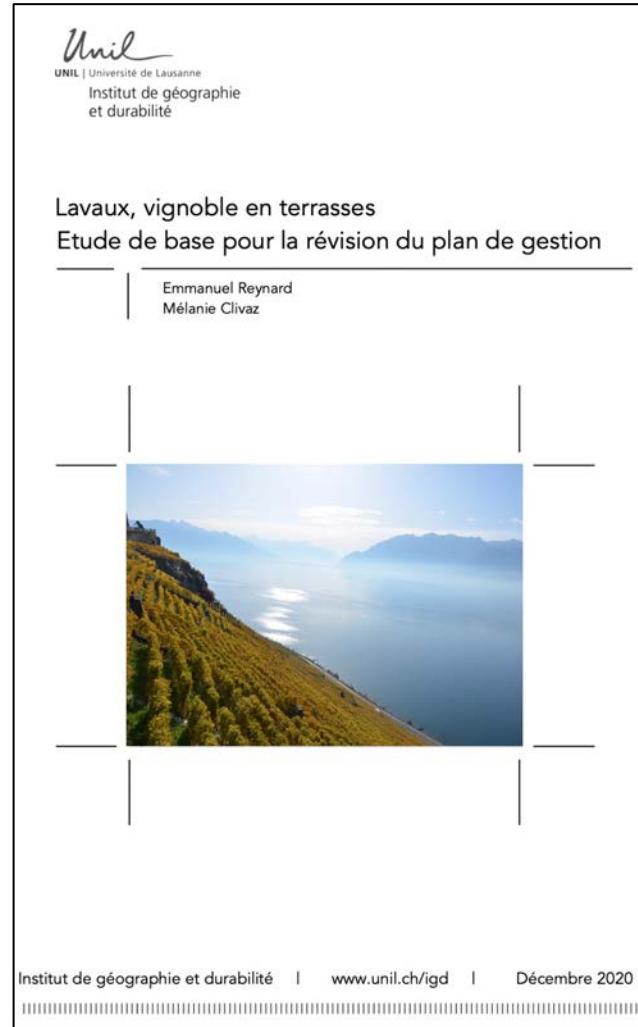 Unil
UNIL | Université de Lausanne
Institut de géographie
et durabilité
Lavaux, vignoble en terrasses
Etude de base pour la révision du plan de gestion
Emmanuel Reynard
Mélanie Clivaz
Institut de géographie et durabilité | www.unil.ch/igd | Décembre 2020